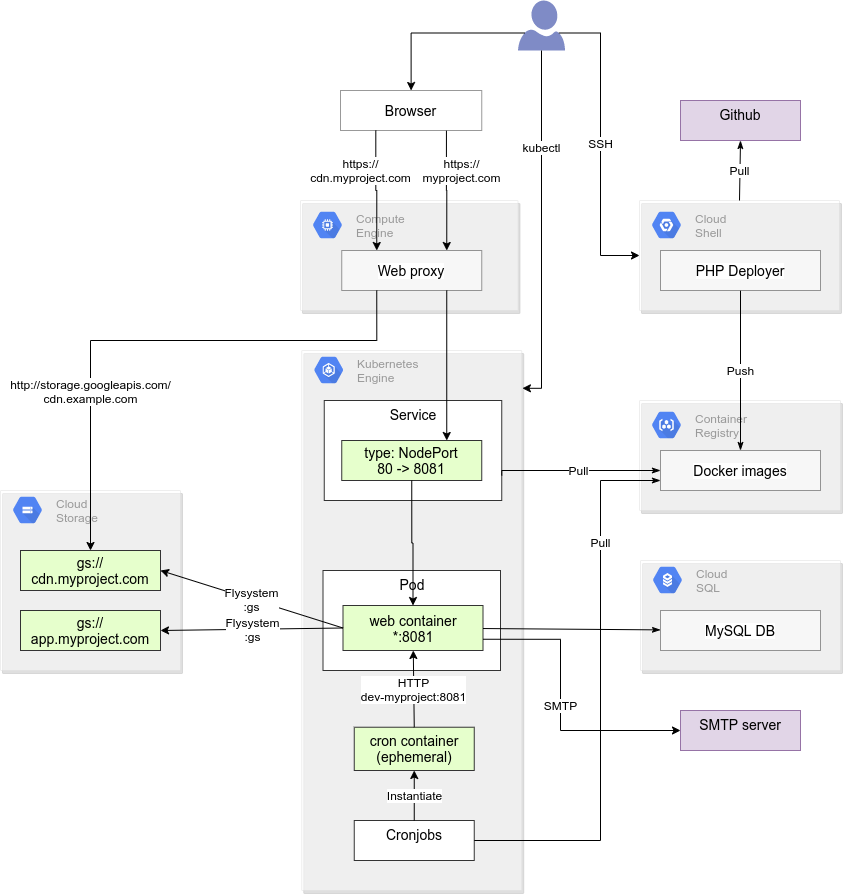 Browser
Github
kubectl
SSH
https://
cdn.myproject.com
https://
myproject.com
Pull
Compute
Engine
Web proxy
Cloud
Shell
PHP Deployer
http://storage.googleapis.com/
cdn.example.com
Kubernetes
Engine
Service
type: NodePort
80 -> 8081
Push
Container
Registry
Docker images
Pull
Pull
Cloud
Storage
gs://
cdn.myproject.com
gs://
app.myproject.com
Flysystem
:gs
Flysystem
:gs
Pod
web container
*:8081
Cloud
SQL
MySQL DB
HTTP
dev-myproject:8081
SMTP
SMTP server
cron container
(ephemeral)
Instantiate
Cronjobs